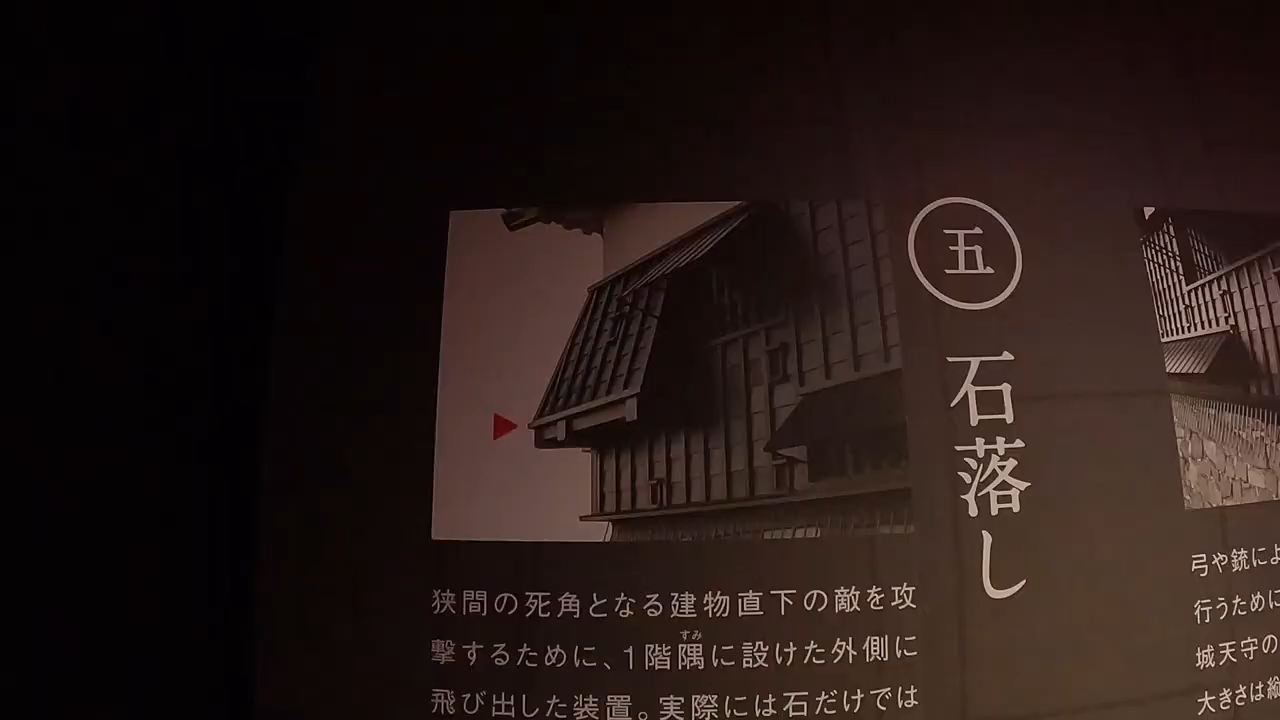 五
石落し
狭間の死角となる建物直下の敵を攻
撃するために、1階隅に設けた外側に
すみ
飛び出した装置。実際には石だけでは
弓や銃によ
行うために
城天守の
大きさは縦